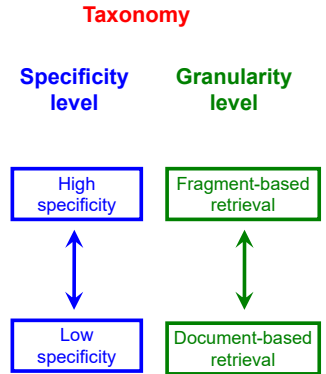 Taxonomy
Specificity
level
Granularity
level
High
specificity
Fragment-based
retrieval
Low
specificity
Document-based
retrieval